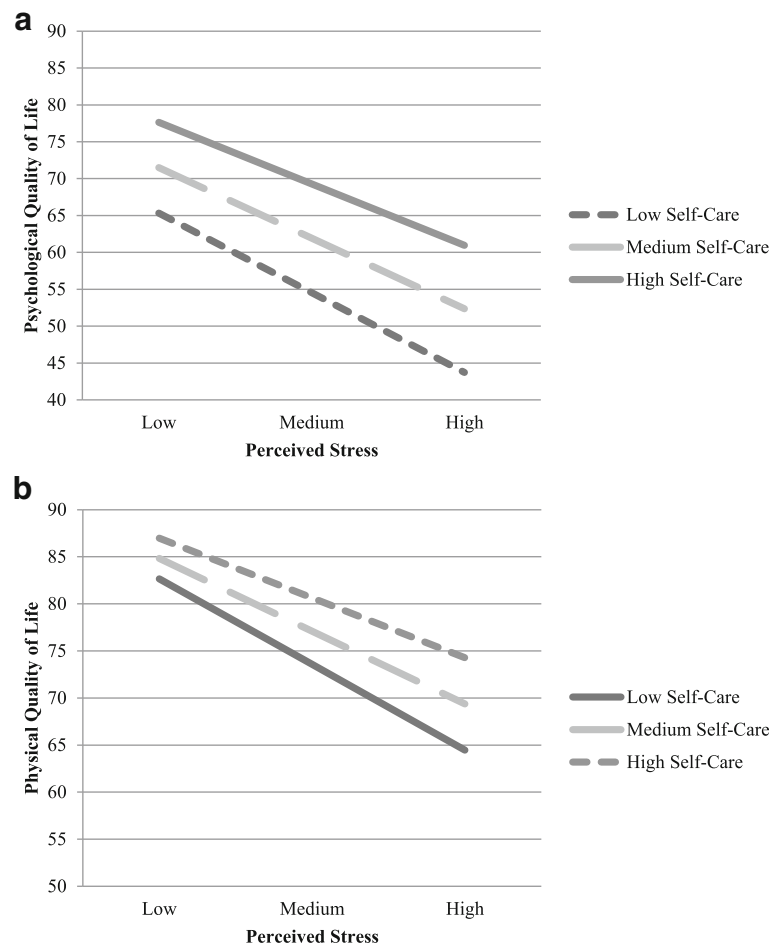 a
90
85
80
75
70
65
60
55
50
45
40
Psychological Quality of Life
Low Medium High
Perceived Stress
Low Self-Care
Medium Self-Care
High Self-Care
b
90
85
80
75
70
65
60
55
50
Physical Quality of Life
Low Medium High
Perceived Stress
Low Self-Care
Medium Self-Care
High Self-Care